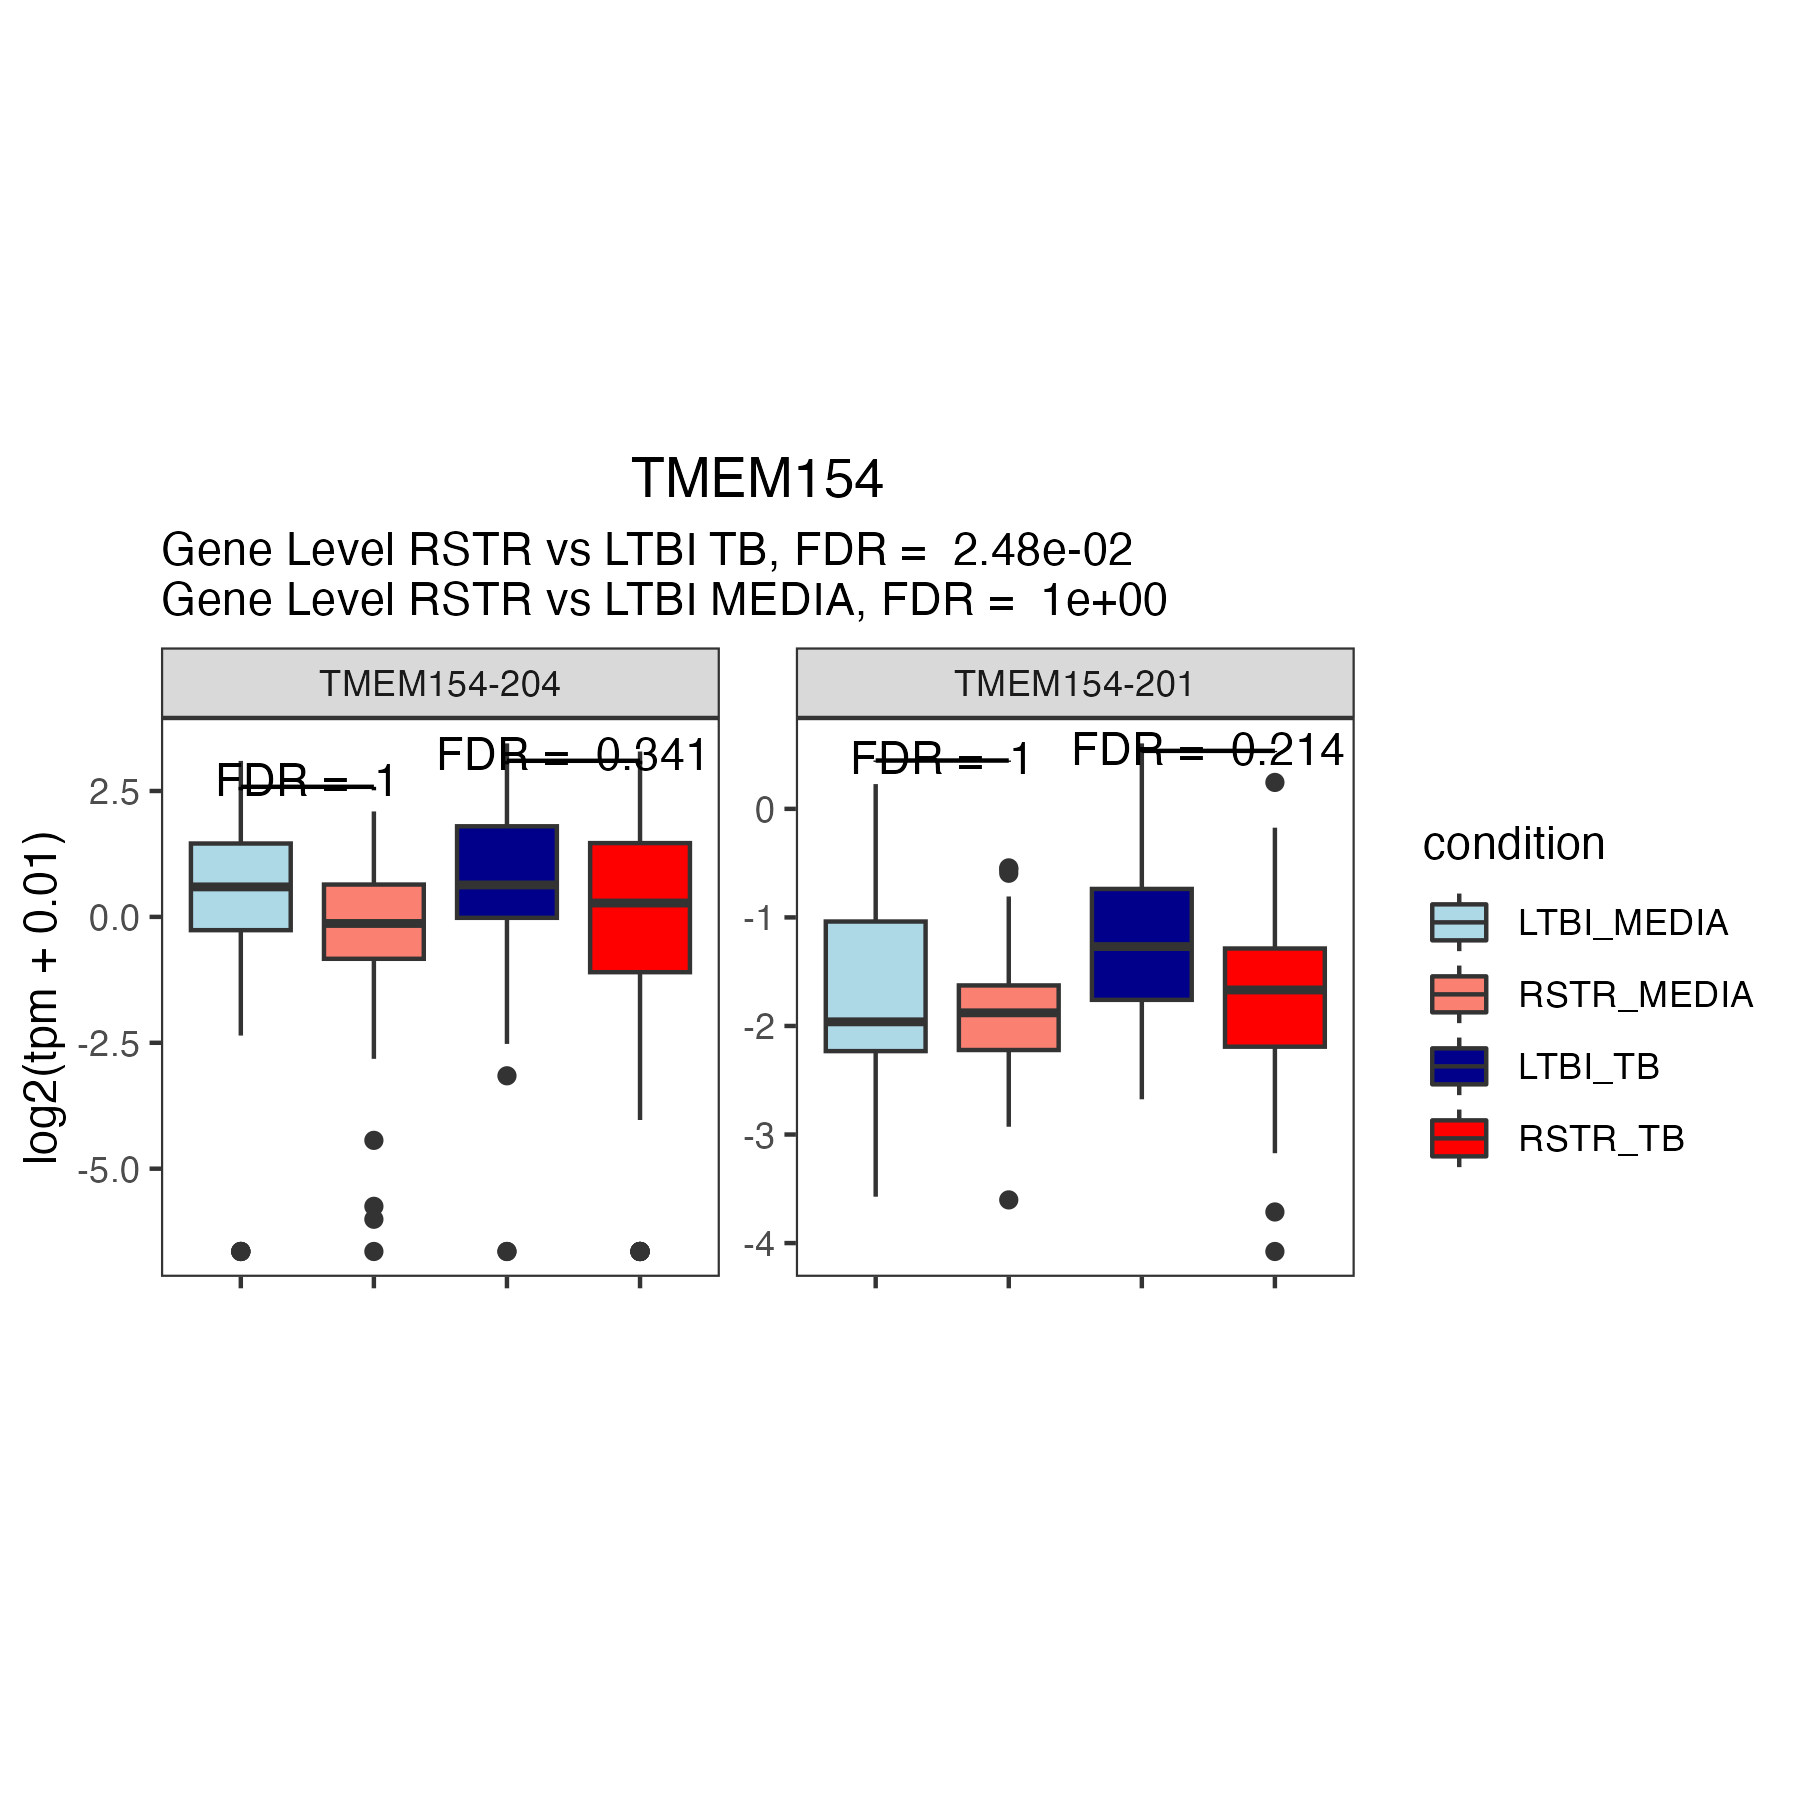 TMEM154
Gene Level RSTR vs LTBI TB, FDR = 2.48e-02
Gene Level RSTR vs LTBI MEDIA, FDR = 1e+00
TMEM154-204
TMEM154-201
FDR = 1
FDR = 0.341
FDR = 1
FDR = 0.214
2.5
0.0
-2.5
-5.0
0
-1
-2
-3
-4
log2(tpm + 0.01)
condition
LTBI_MEDIA
RSTR_MEDIA
LTBI_TB
RSTR_TB